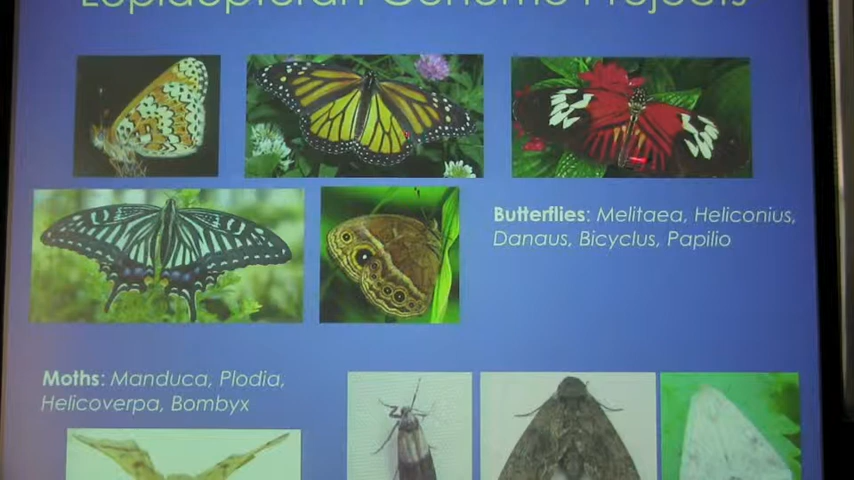 Lepidopteran Genome Projects
Butterflies: Melitaea, Heliconius,
Danaus, Bicyclus, Papilio
Moths: Manduca, Plodia,
Helicoverpa, Bombyx